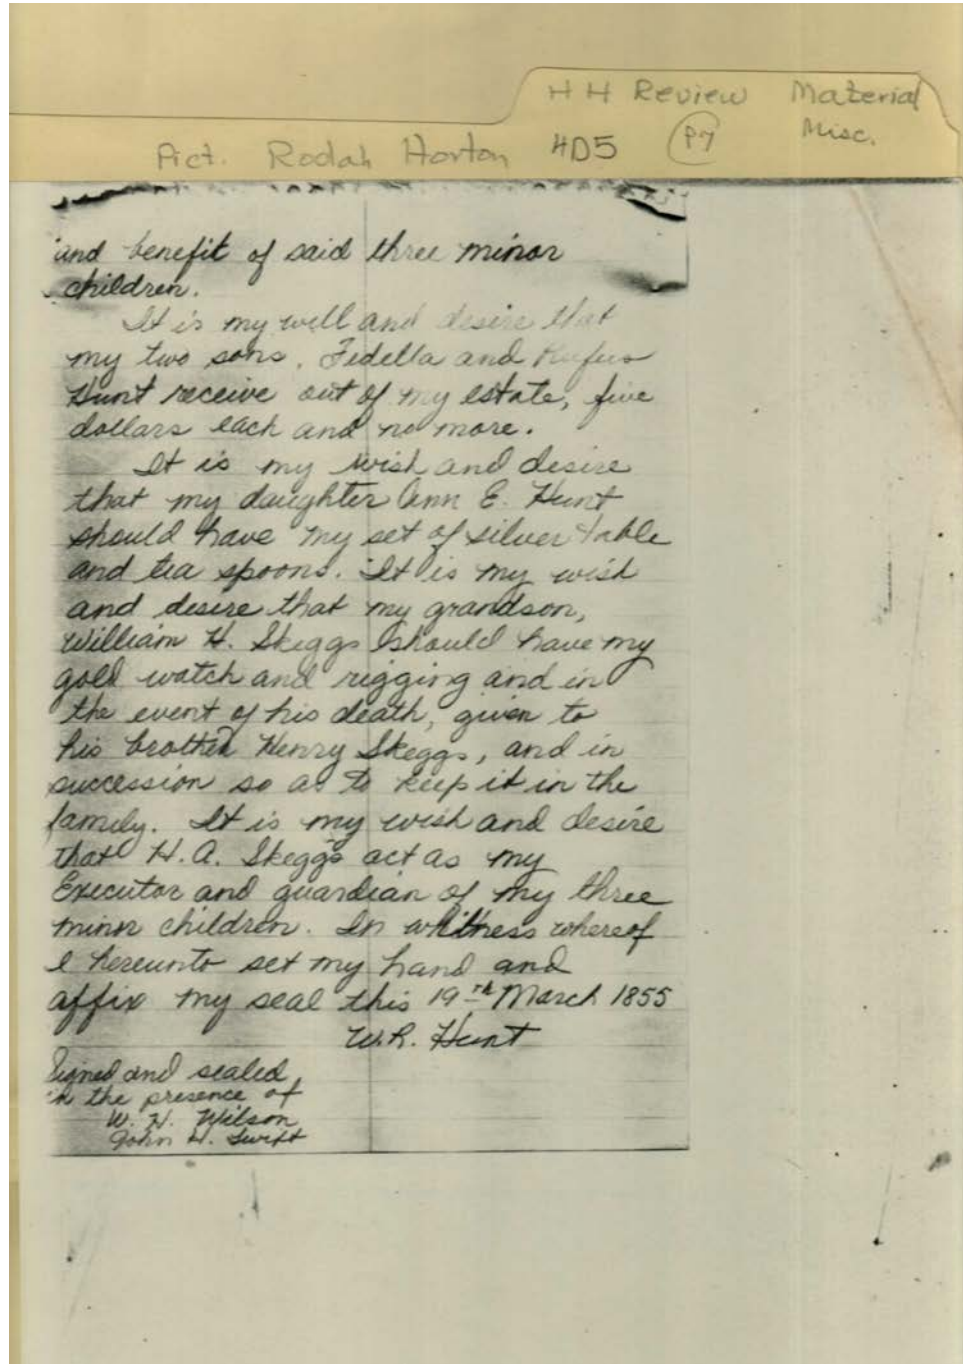 H H Review Material
Misc.
Pict. Rodah Horton 4D5 P7
and benefit of said three minor
children.
It is my will and desire that
my two sons, Fedella and Rufus
Hunt receive out of my estate, five
dollars each and no more.
It is my wish and desire
that my daughter Ann E. Hunt
should have my set of silver table
and tea spoons. It is my wish
and desire that my grandson,
William H. Skeggs should have my
gold watch and rigging and in
the event of his death, given to
his brother Henry Skeggs, and in
succession so as to keep it in the
family. It is my wish and desire
that H.A. Skeggs act as my
Executor and guardian of my three
minor children. In whitness whereof
I hereunto set my hand and
affix my seal this 19th March 1855
W.R. Hunt
Signed and sealed
in the presence of
W. H. Wilson
John H. Swift